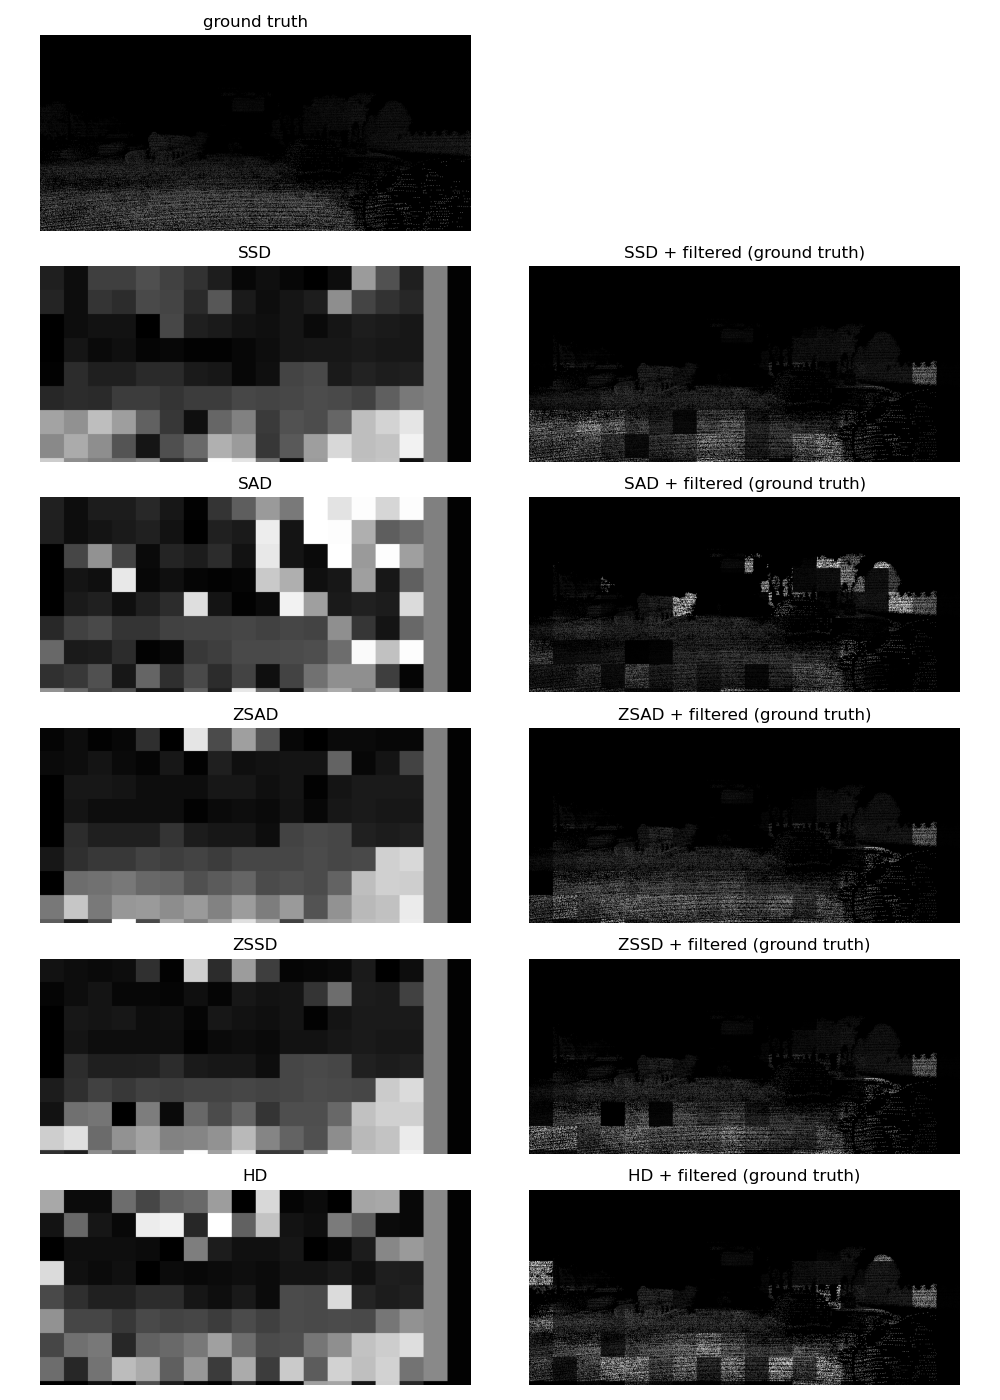 ground truth
SSD
SSD + filtered (ground truth)
SAD
SAD + filtered (ground truth)
ZSAD
ZSAD + filtered (ground truth)
ZSSD
ZSSD + filtered (ground truth)
HD
HD + filtered (ground truth)